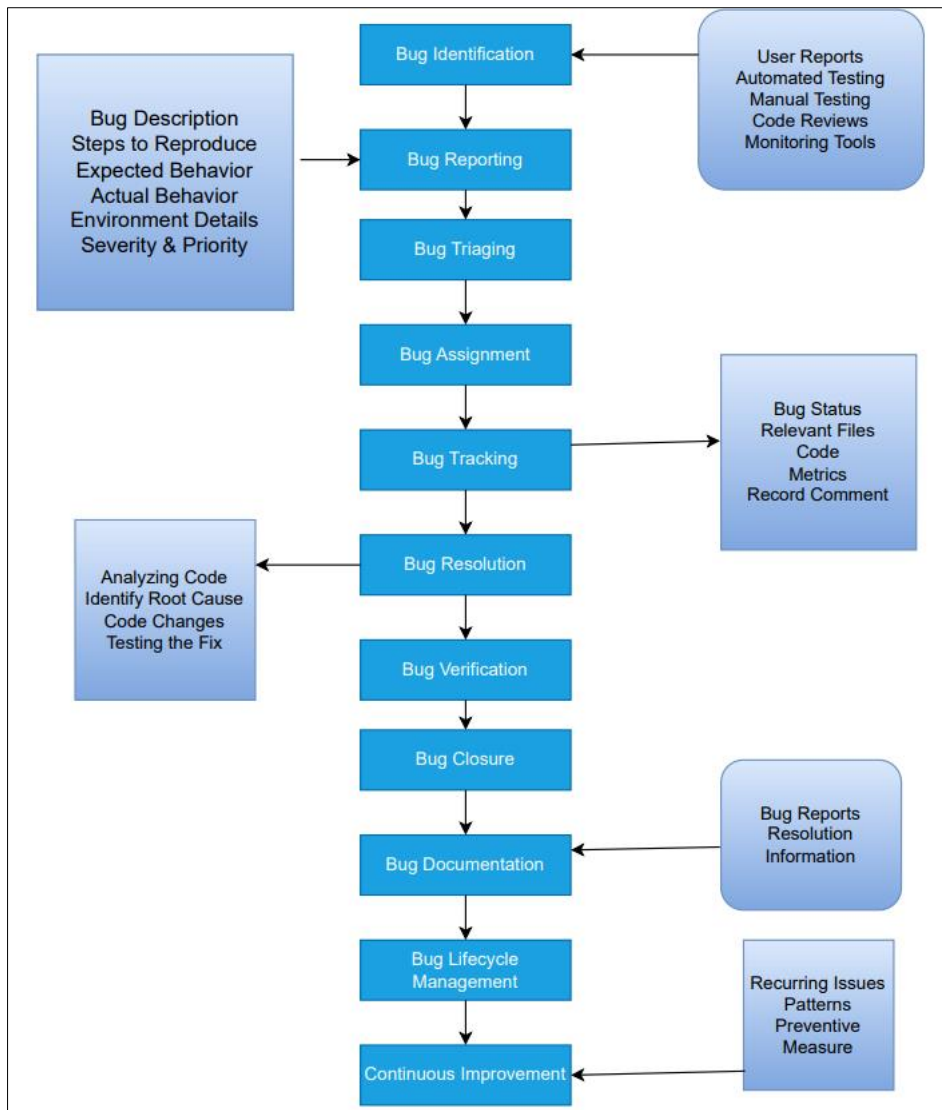 Bug Identification
User Reports
Automated Testing
Manual Testing
Code Reviews
Monitoring Tools
Bug Description
Steps to Reproduce
Expected Behavior
Actual Behavior
Environment Details
Severity & Priority
Bug Reporting
Bug Triaging
Bug Assignment
Bug Tracking
Bug Status
Relevant Files
Code
Metrics
Record Comment
Bug Resolution
Analyzing Code
Identify Root Cause
Code Changes
Testing the Fix
Bug Verification
Bug Closure
Bug Documentation
Bug Reports
Resolution
Information
Bug Lifecycle
Management
Recurring Issues
Patterns
Preventive
Measure
Continuous Improvement